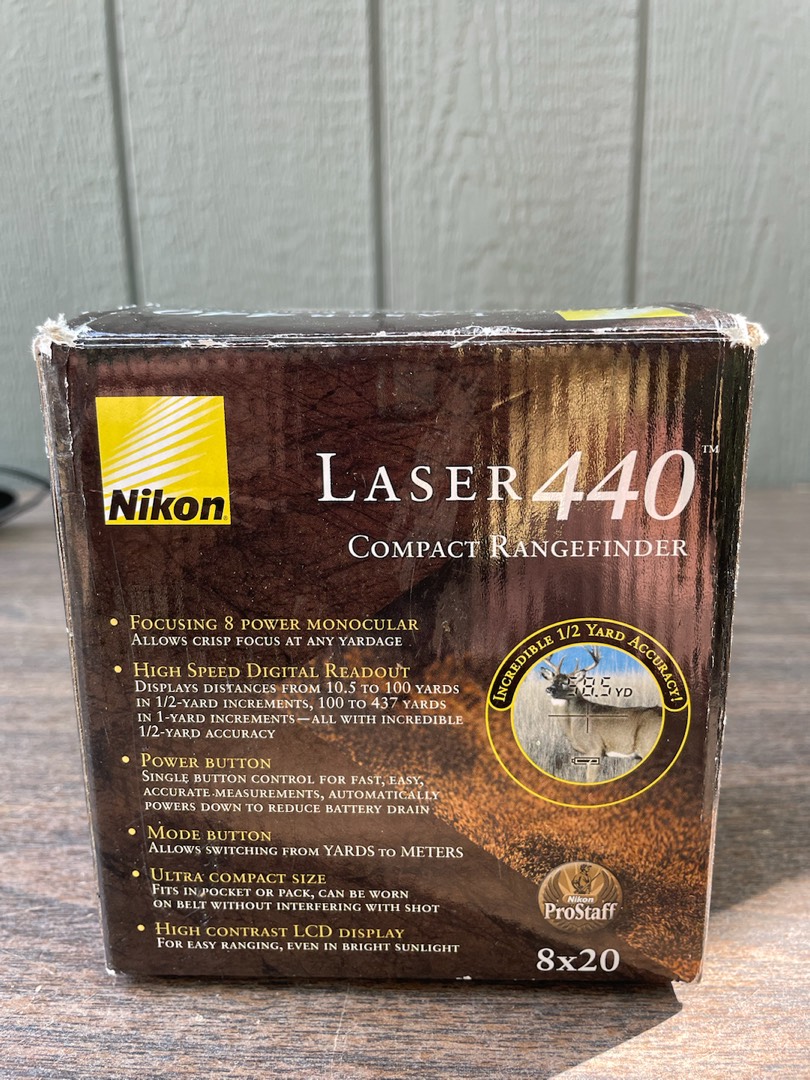 Nikon®
LASER 440™
COMPACT RANGEFINDER
• FOCUSING 8 POWER MONOCULAR
ALLOWS CRISP FOCUS AT ANY YARDAGE
• HIGH SPEED DIGITAL READOUT
DISPLAYS DISTANCES FROM 10.5 TO 100 YARDS
IN 1/2-YARD INCREMENTS, 100 TO 437 YARDS
IN 1-YARD INCREMENTS—ALL WITH INCREDIBLE
1/2-YARD ACCURACY
• POWER BUTTON
SINGLE BUTTON CONTROL FOR FAST, EASY,
ACCURATE MEASUREMENTS, AUTOMATICALLY
POWERS DOWN TO REDUCE BATTERY DRAIN
• MODE BUTTON
ALLOWS SWITCHING FROM YARDS TO METERS
• ULTRA COMPACT SIZE
FITS IN POCKET OR PACK, CAN BE WORN
ON BELT WITHOUT INTERFERING WITH SHOT
• HIGH CONTRAST LCD DISPLAY
FOR EASY RANGING, EVEN IN BRIGHT SUNLIGHT
INCREDIBLE 1/2 YARD ACCURACY!
YD
Nikon
ProStaff
8x20